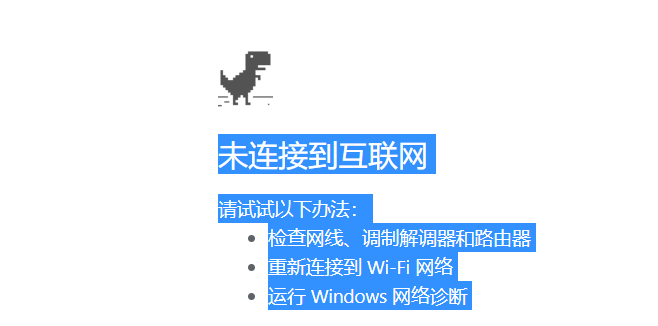 未连接到互联网
请试试以下办法：
检查网线、调制解调器和路由器
重新连接到 Wi-Fi 网络
运行 Windows 网络诊断